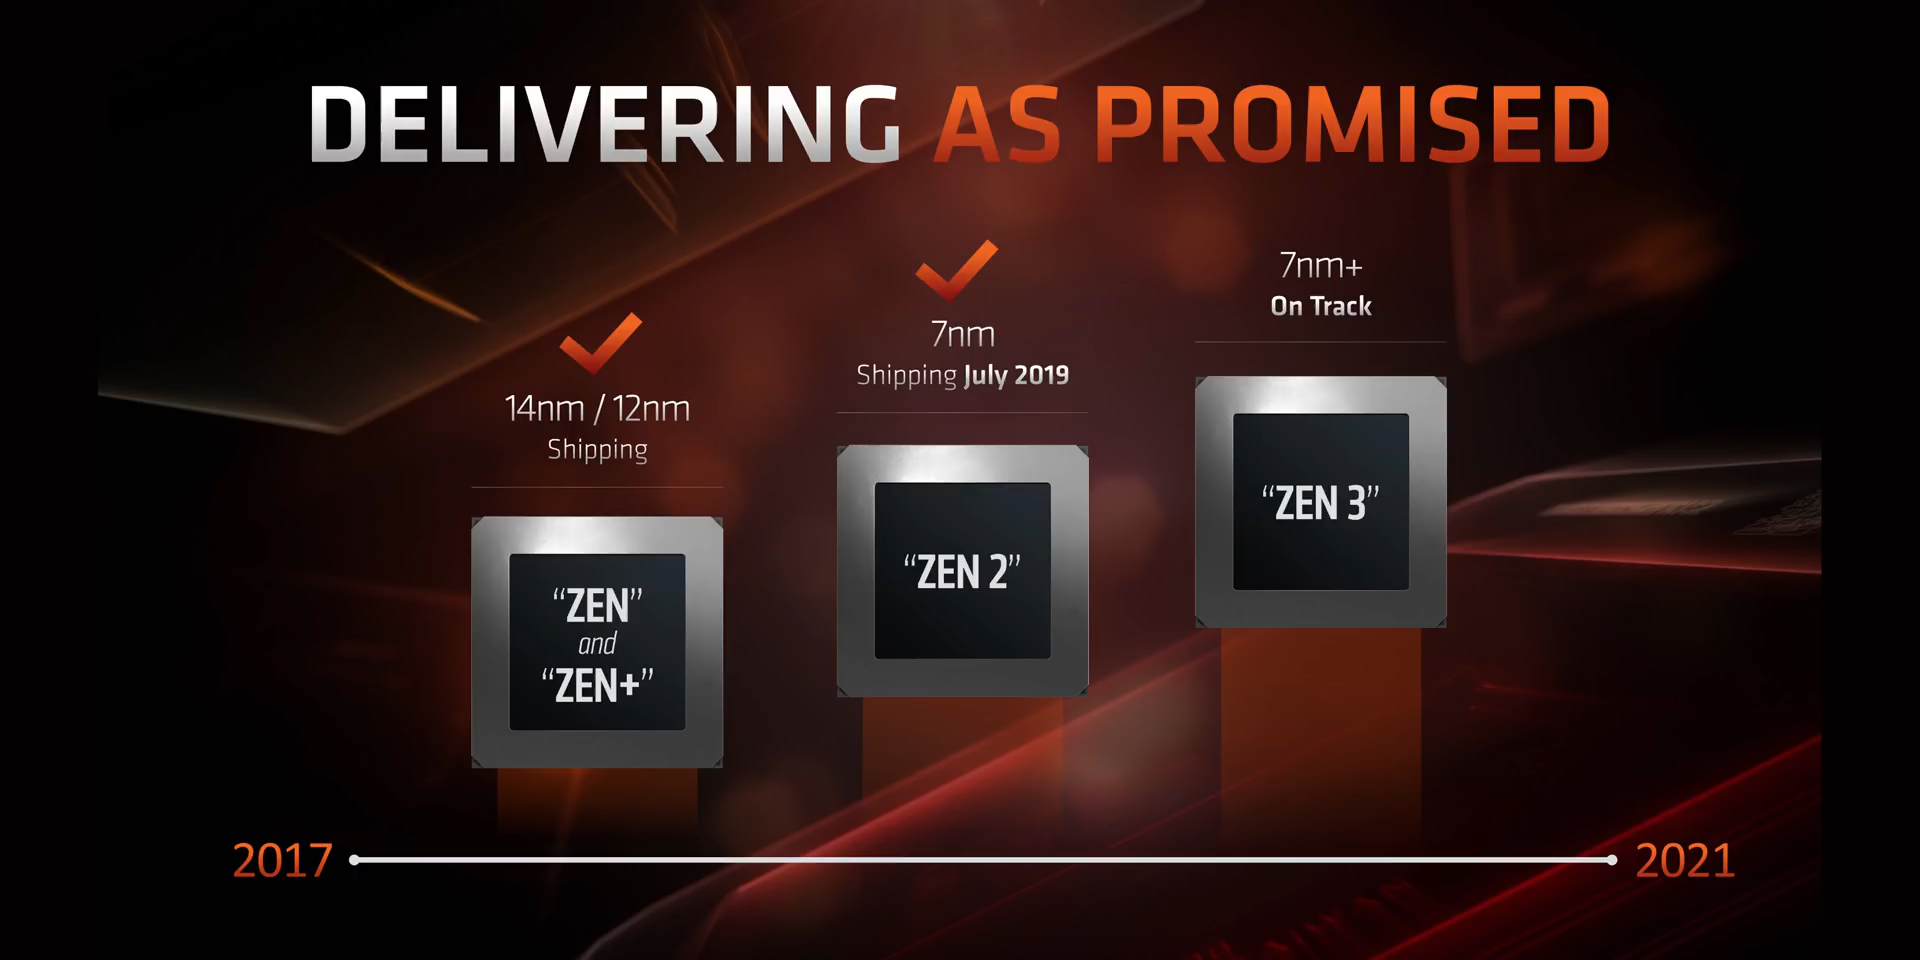 DELIVERING AS PROMISED
14nm / 12nm
Shipping
“ZEN”
and
“ZEN+”
7nm
Shipping July 2019
“ZEN 2”
7nm+
On Track
“ZEN 3”
2017
2021